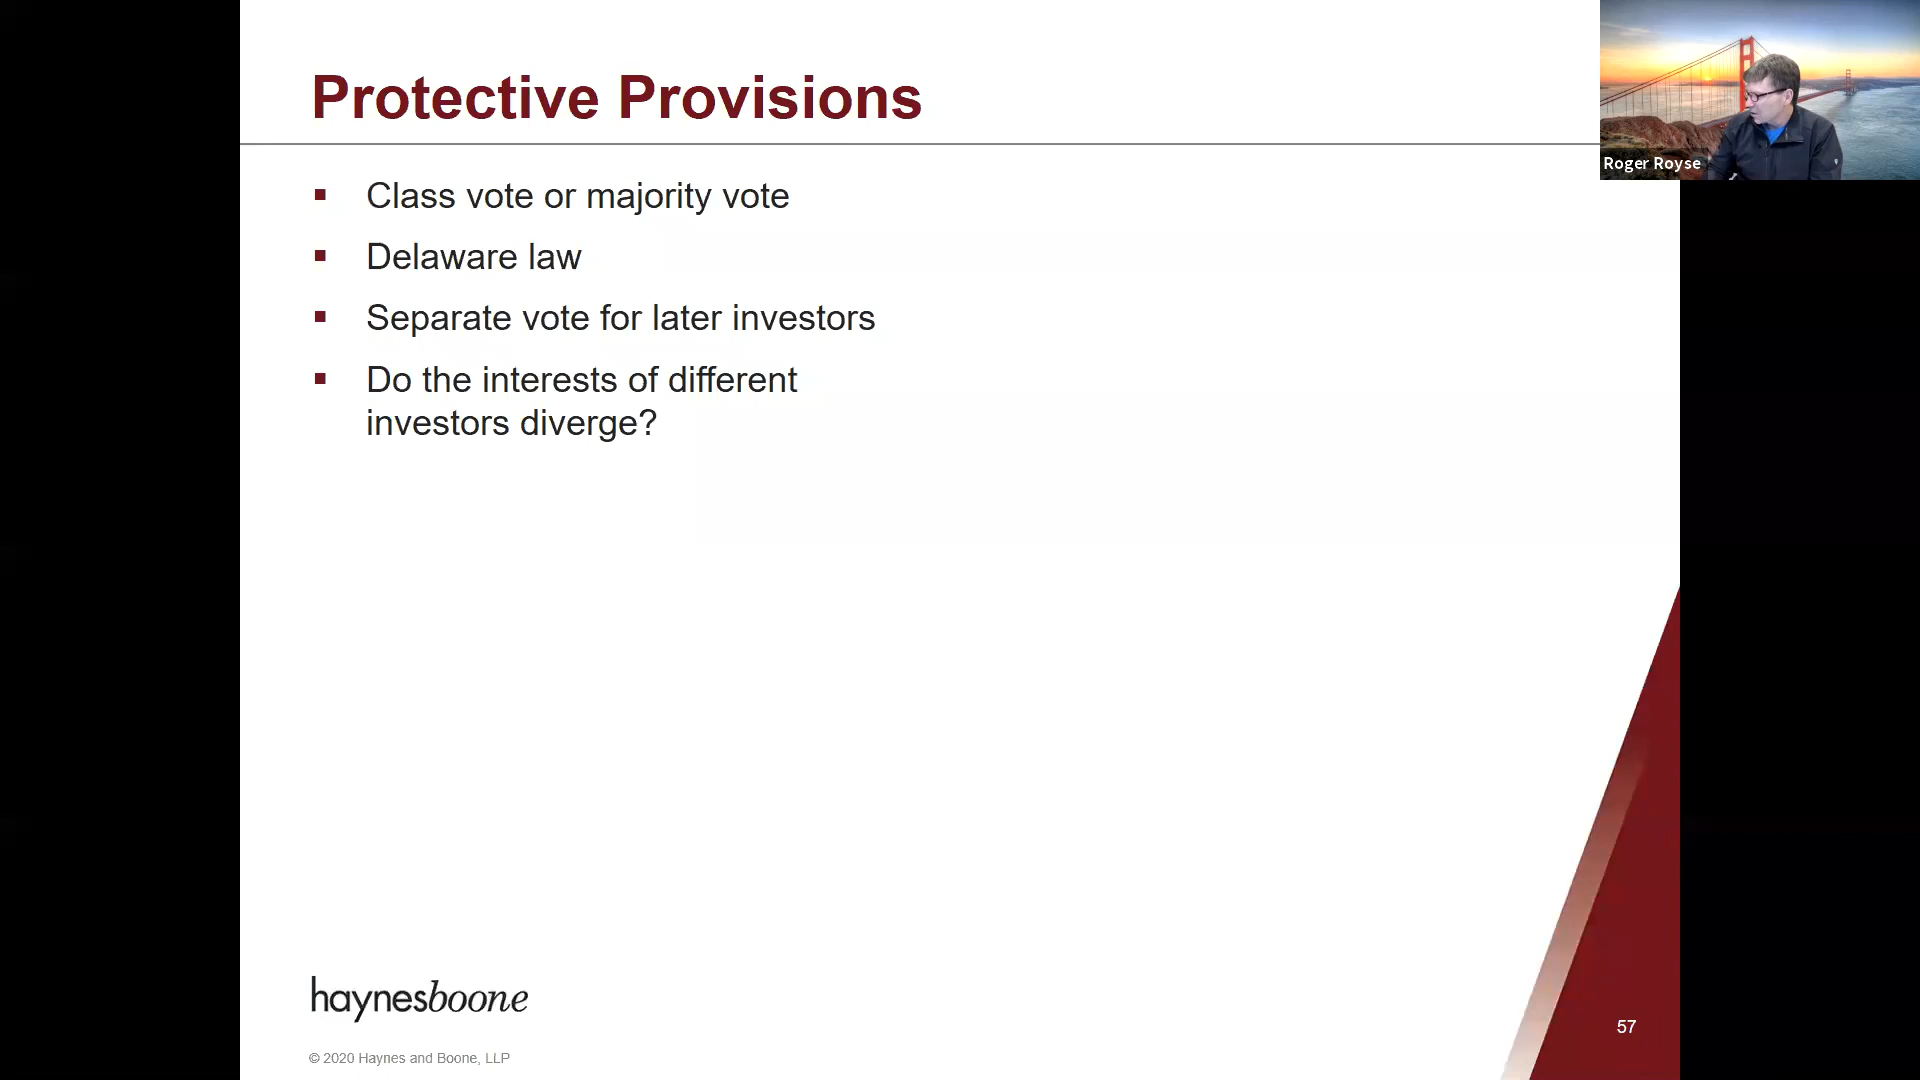 Protective Provisions
Roger Royse
▪ Class vote or majority vote
▪ Delaware law
▪ Separate vote for later investors
▪ Do the interests of different
investors diverge?
haynesboone
57
© 2020 Haynes and Boone, LLP